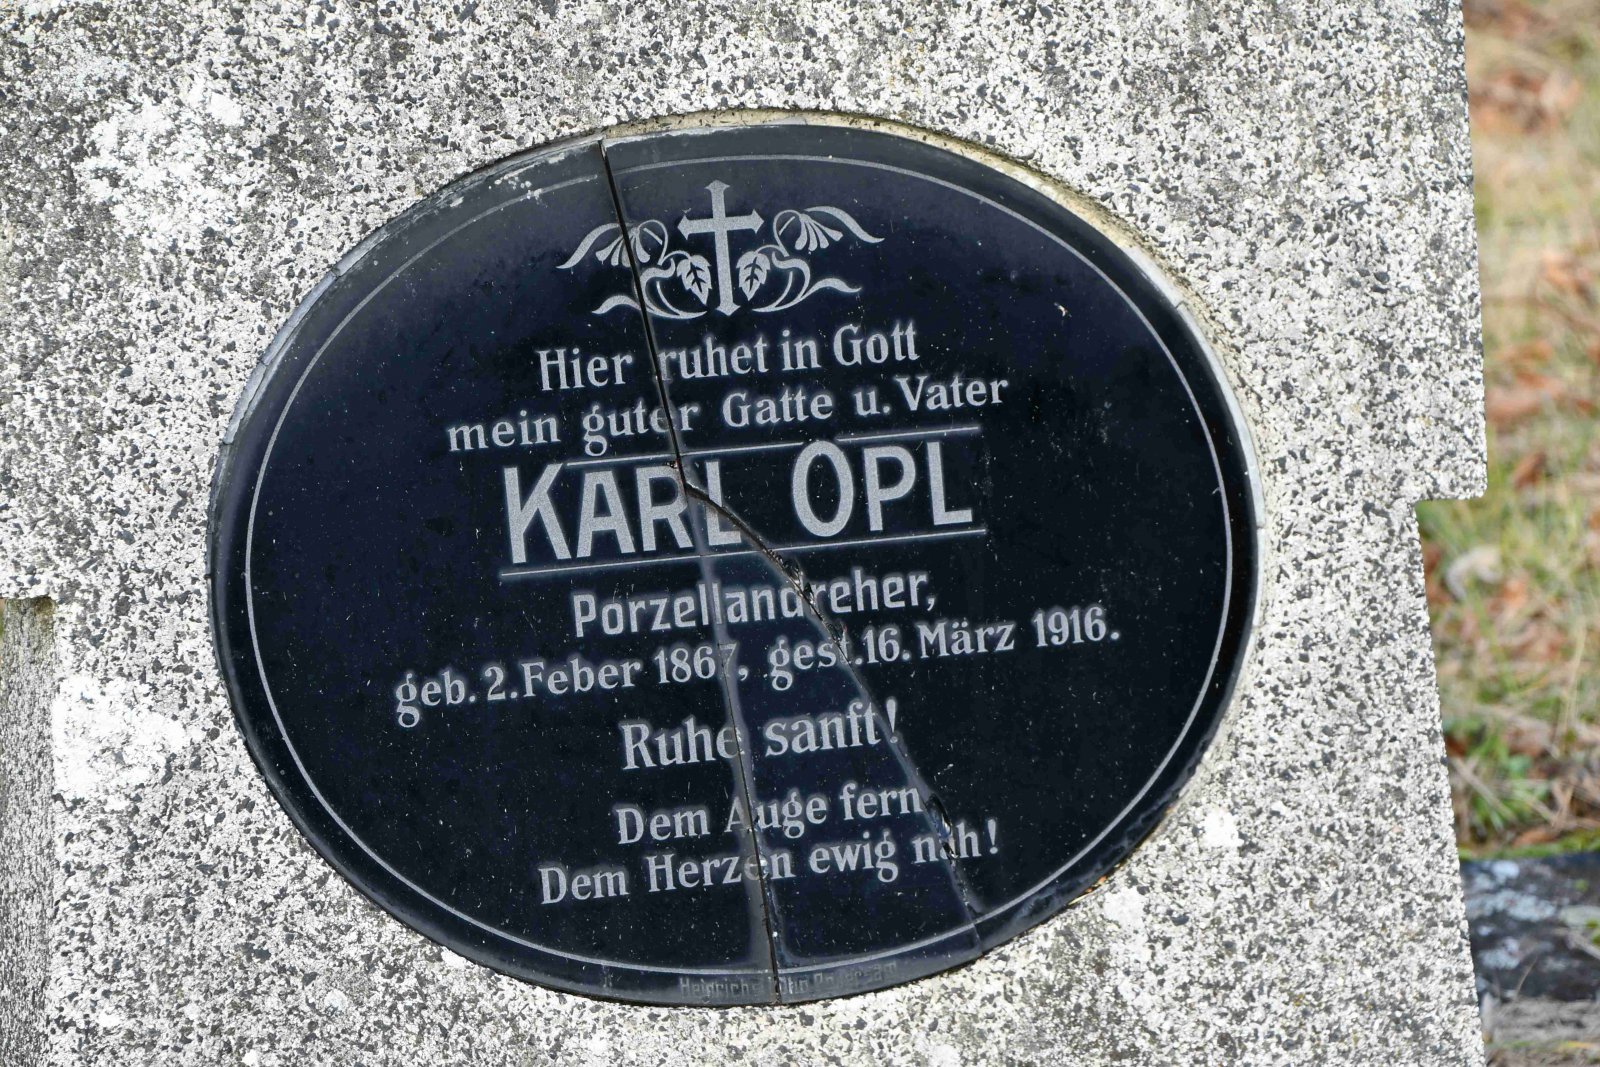 Hier ruhet in Gott
mein guter Gatte u. Vater
KARL OPL
Porzellandreher,
geb. 2. Feber 1867, gest. 16. März 1916.
Ruhe sanft!
Dem Auge fern
Dem Herzen ewig nah!